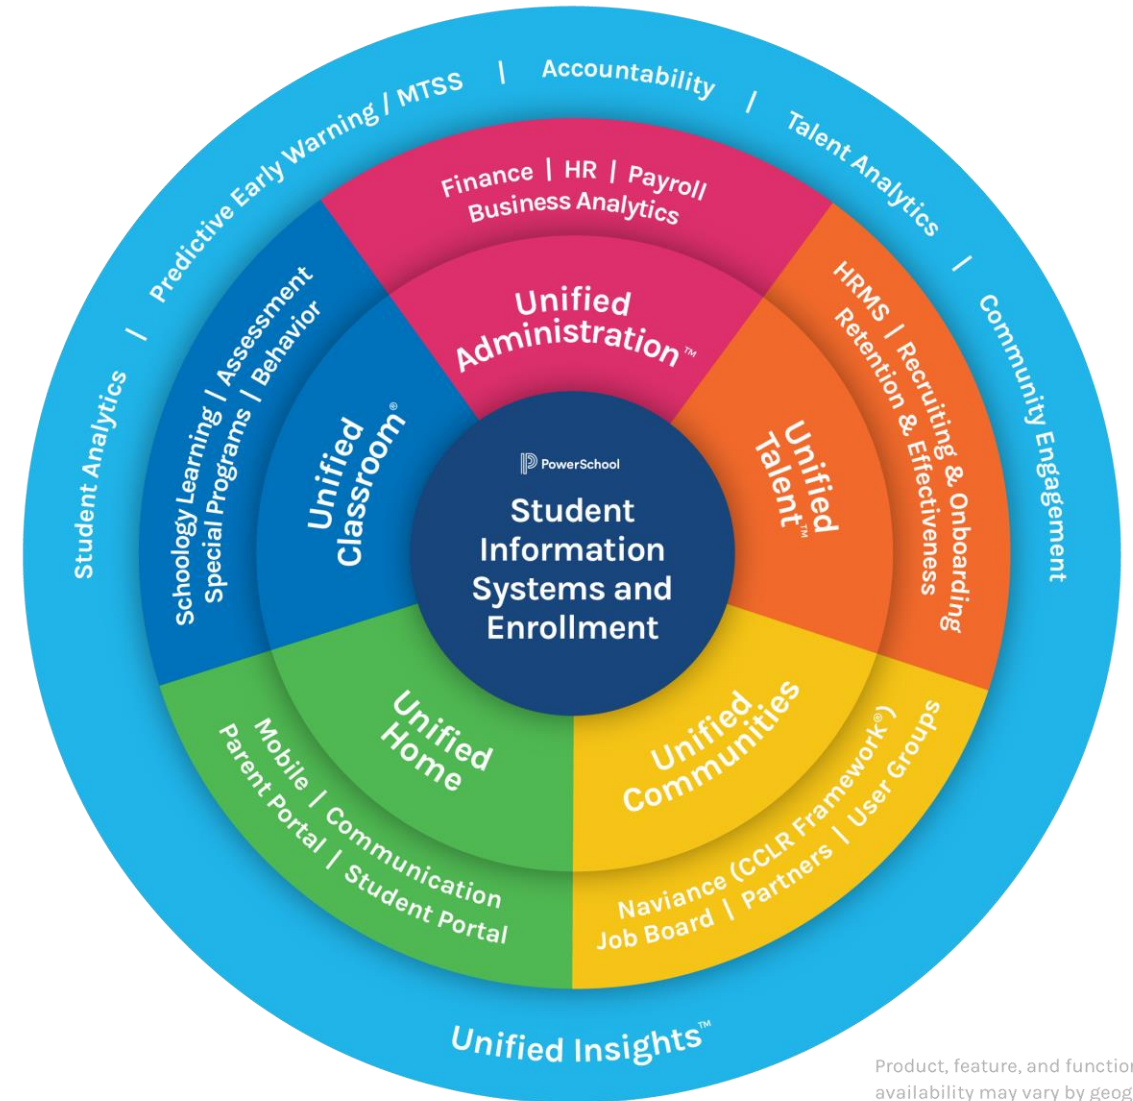 Student Analytics | Predictive Early Warning / MTSS | Accountability | Talent Analytics | Community Engagement
Finance | HR | Payroll
Business Analytics
Unified
Administration™
Schoology Learning | Assessment
Special Programs | Behavior
Unified
Classroom®
HRMS | Recruiting & Onboarding
Retention & Effectiveness
Unified
Talent™
PowerSchool
Student
Information
Systems and
Enrollment
Unified
Home
Mobile | Communication
Parent Portal | Student Portal
Unified
Communities
Naviance (CCLR Framework®)
Job Board | Partners | User Groups
Unified Insights™
Product, feature, and function
availability may vary by geog